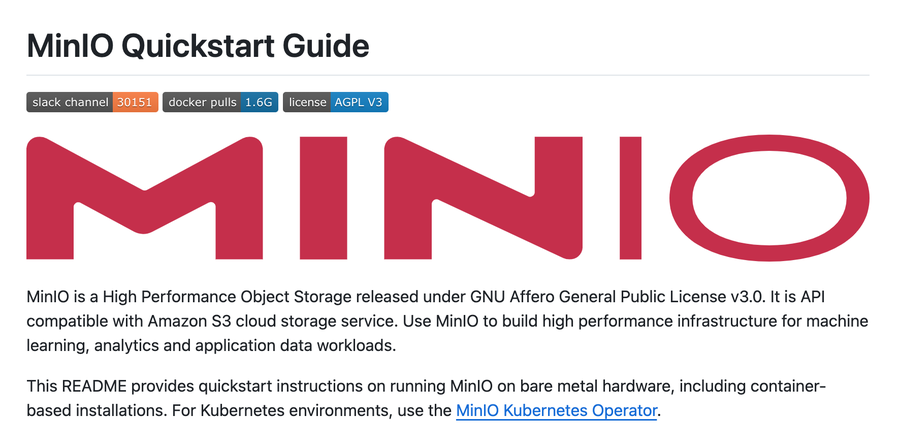 MinIO Quickstart Guide
slack channel 30151 docker pulls 1.6G license AGPL V3
MINIO
MinIO is a High Performance Object Storage released under GNU Affero General Public License v3.0. It is API
compatible with Amazon S3 cloud storage service. Use MinIO to build high performance infrastructure for machine
learning, analytics and application data workloads.
This README provides quickstart instructions on running MinIO on bare metal hardware, including container-
based installations. For Kubernetes environments, use the MinIO Kubernetes Operator.